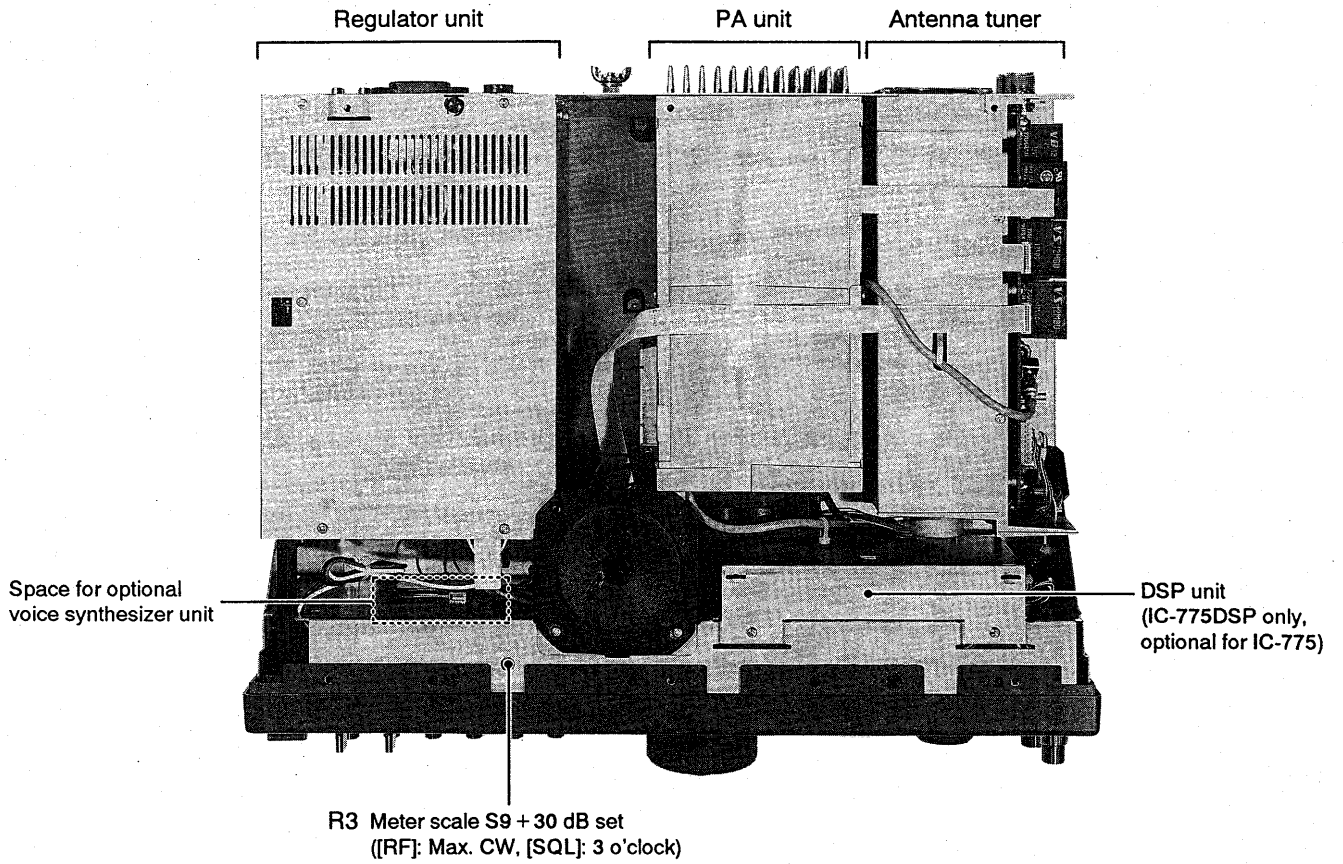 Regulator unit
PA unit
Antenna tuner
Space for optional
voice synthesizer unit
DSP unit
(IC-775DSP only,
optional for IC-775)
R3 Meter scale S9 + 30 dB set
([RF]: Max. CW, [SQL]: 3 o'clock)